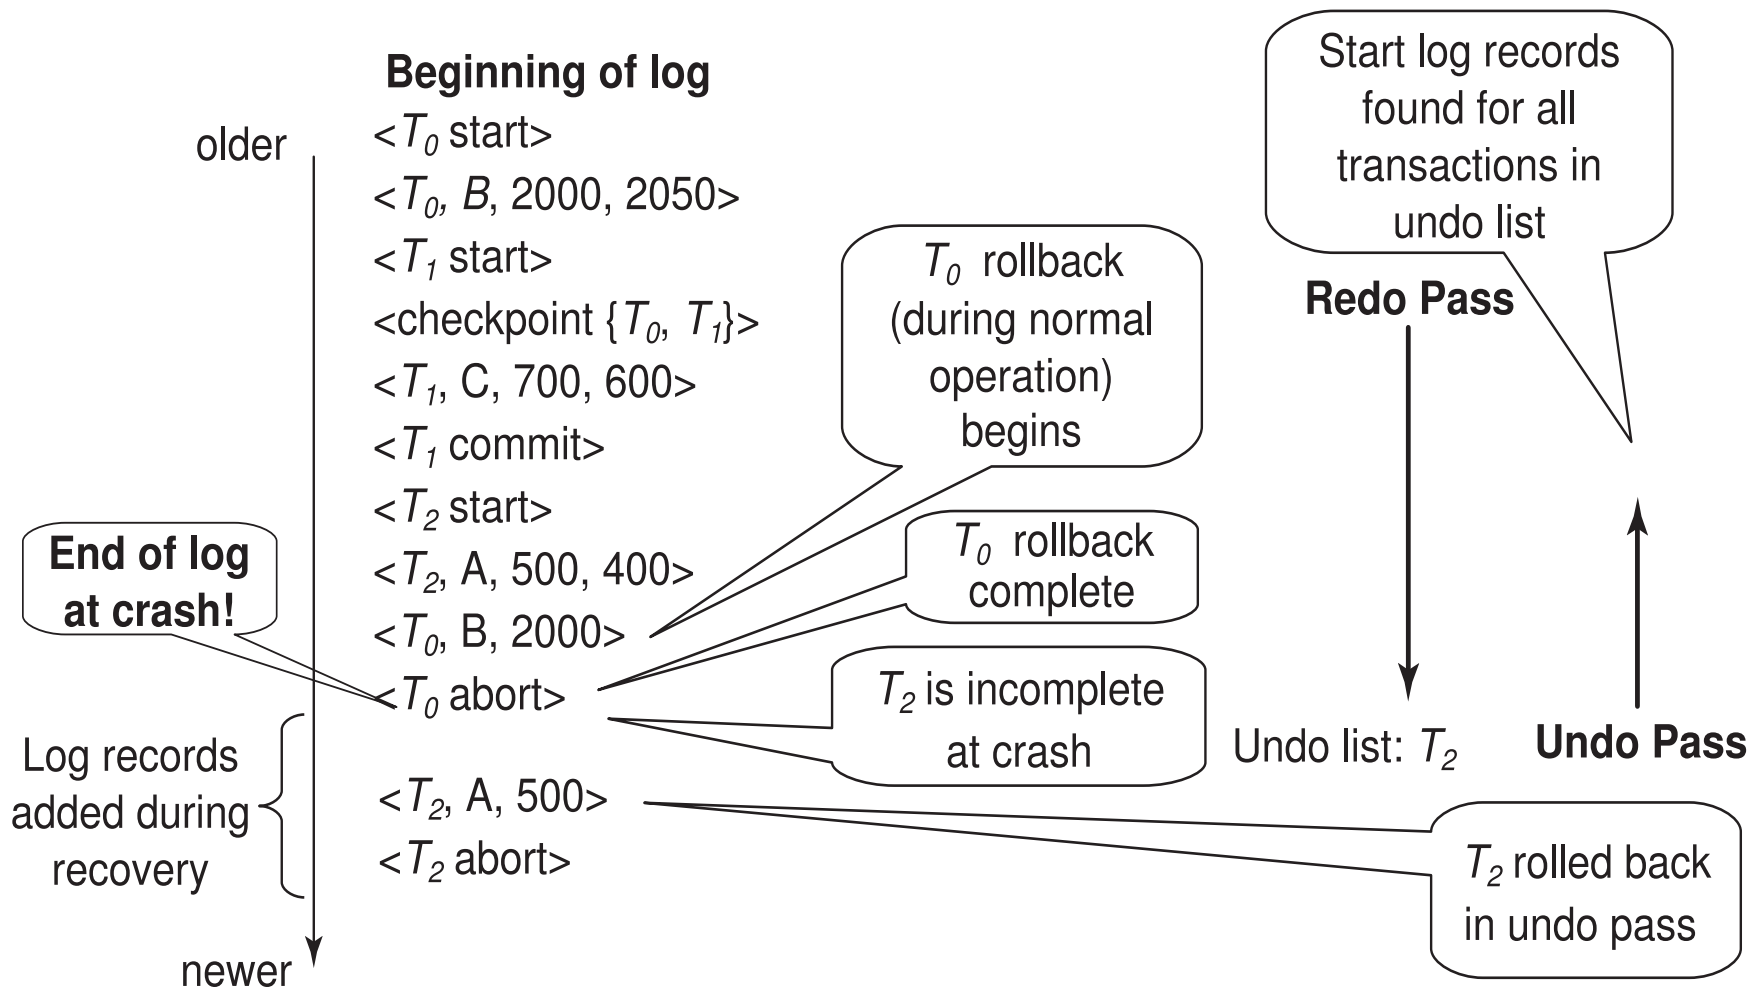 Beginning of log
older
<T0 start>
<T0, B, 2000, 2050>
<T1 start>
<checkpoint {T0, T1}>
<T1, C, 700, 600>
<T1 commit>
<T2 start>
<T2, A, 500, 400>
<T0, B, 2000>
<T0 abort>
<T2, A, 500>
<T2 abort>
newer
End of log
at crash!
Log records
added during
recovery
T0 rollback
(during normal
operation)
begins
T0 rollback
complete
T2 is incomplete
at crash
Start log records
found for all
transactions in
undo list
Redo Pass
Undo list: T2
Undo Pass
T2 rolled back
in undo pass